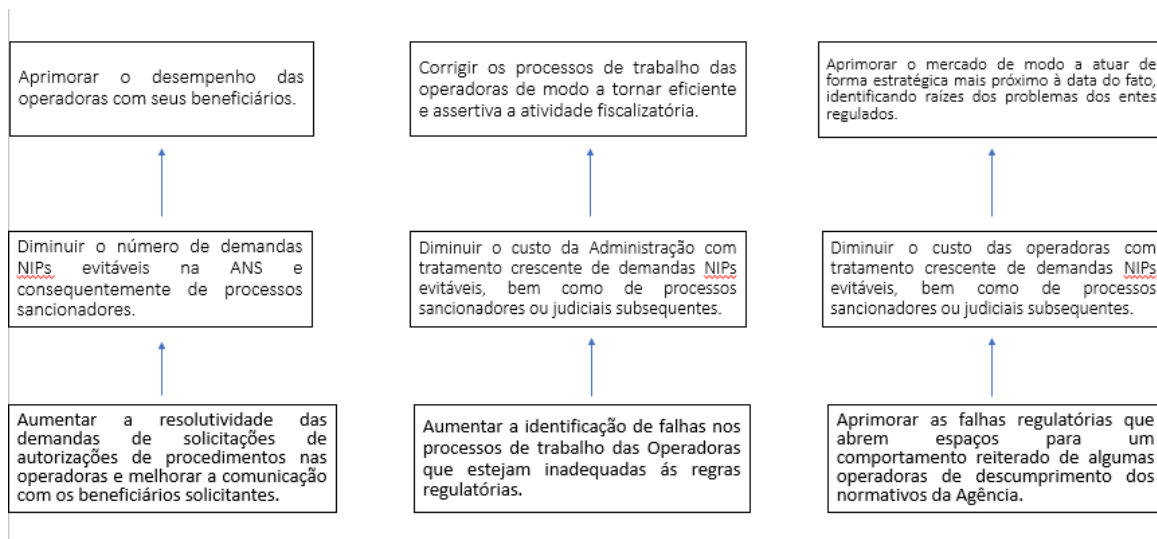 Aprimorar o desempenho das
operadoras com seus beneficiários.
Corrigir os processos de trabalho das
operadoras de modo a tornar eficiente
e assertiva a atividade fiscalizatória.
Aprimorar o mercado de modo a atuar de
forma estratégica mais próximo à data do fato,
identificando raízes dos problemas dos entes
regulados.
Diminuir o número de demandas
NIPs evitáveis na ANS e
consequentemente de processos
sancionadores.
Diminuir o custo da Administração com
tratamento crescente de demandas NIPs
evitáveis, bem como de processos
sancionadores ou judiciais subsequentes.
Diminuir o custo das operadoras com
tratamento crescente de demandas NIPs
evitáveis, bem como de processos
sancionadores ou judiciais subsequentes.
Aumentar a resolutividade das
demandas de solicitações de
autorizações de procedimentos nas
operadoras e melhorar a comunicação
com os beneficiários solicitantes.
Aumentar a identificação de falhas nos
processos de trabalho das Operadoras
que estejam inadequadas ás regras
regulatórias.
Aprimorar as falhas regulatórias que
abrem espaços para um
comportamento reiterado de algumas
operadoras de descumprimento dos
normativos da Agência.